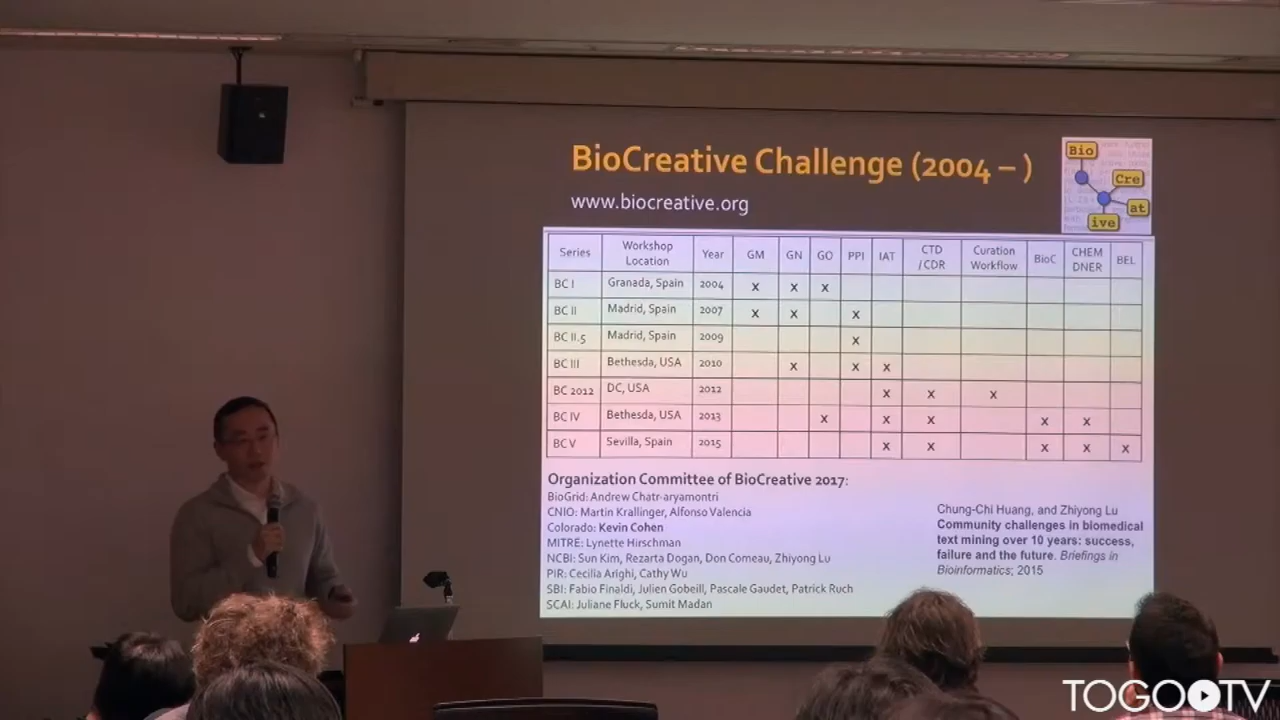 BioCreative Challenge (2004 – )
www.biocreative.org
Bio
Cre
at
ive
Series Workshop Location Year GM GN GO PPI IAT CTD /CDR Curation Workflow BioC CHEM DNER BEL
BC I Granada, Spain 2004 x x x
BC II Madrid, Spain 2007 x x x
BC II.5 Madrid, Spain 2009 x
BC III Bethesda, USA 2010 x x x
BC 2012 DC, USA 2012 x x x
BC IV Bethesda, USA 2013 x x x x x
BC V Sevilla, Spain 2015 x x x x x
Organization Committee of BioCreative 2017:
BioGrid: Andrew Chatr-aryamontri
CNIO: Martin Krallinger, Alfonso Valencia
Colorado: Kevin Cohen
MITRE: Lynette Hirschman
NCBI: Sun Kim, Rezarta Dogan, Don Comeau, Zhiyong Lu
PIR: Cecilia Arighi, Cathy Wu
SBI: Fabio Finaldi, Julien Gobeill, Pascale Gaudet, Patrick Ruch
SCAI: Juliane Fluck, Sumit Madan
Chung-Chi Huang, and Zhiyong Lu
Community challenges in biomedical
text mining over 10 years: success,
failure and the future. Briefings in
Bioinformatics; 2015
TOGOTV